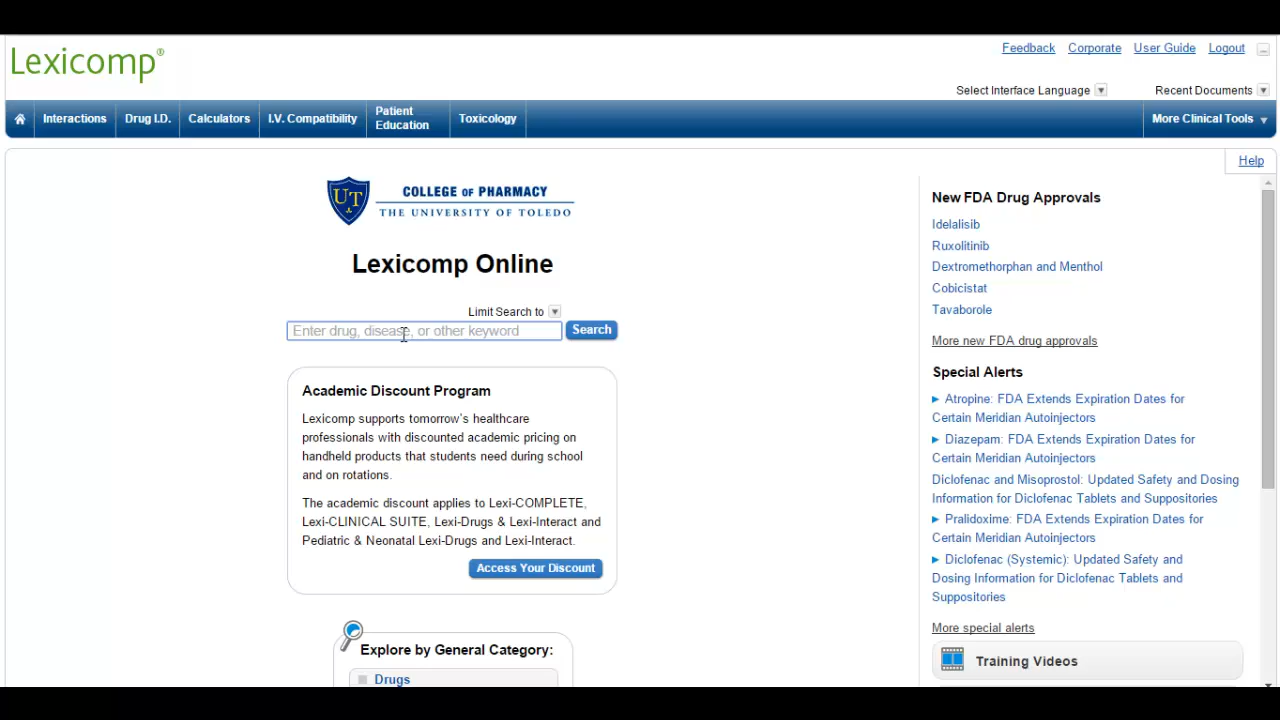 Lexicomp®
Feedback Corporate User Guide Logout
Select Interface Language Recent Documents
Interactions Drug I.D. Calculators I.V. Compatibility Patient Education Toxicology More Clinical Tools
Help
UT
COLLEGE OF PHARMACY
THE UNIVERSITY OF TOLEDO
Lexicomp Online
Limit Search to
Enter drug, disease, or other keyword Search
Academic Discount Program
Lexicomp supports tomorrow's healthcare
professionals with discounted academic pricing on
handheld products that students need during school
and on rotations.
The academic discount applies to Lexi-COMPLETE,
Lexi-CLINICAL SUITE, Lexi-Drugs & Lexi-Interact and
Pediatric & Neonatal Lexi-Drugs and Lexi-Interact.
Access Your Discount
Explore by General Category:
Drugs
New FDA Drug Approvals
Idelalisib
Ruxolitinib
Dextromethorphan and Menthol
Cobicistat
Tavaborole
More new FDA drug approvals
Special Alerts
Atropine: FDA Extends Expiration Dates for
Certain Meridian Autoinjectors
Diazepam: FDA Extends Expiration Dates for
Certain Meridian Autoinjectors
Diclofenac and Misoprostol: Updated Safety and Dosing
Information for Diclofenac Tablets and Suppositories
Pralidoxime: FDA Extends Expiration Dates for
Certain Meridian Autoinjectors
Diclofenac (Systemic): Updated Safety and
Dosing Information for Diclofenac Tablets and
Suppositories
More special alerts
Training Videos